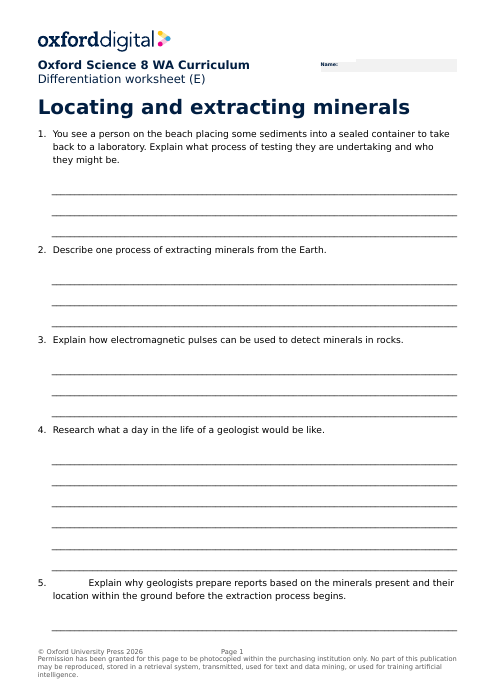 oxforddigital
Oxford Science 8 WA Curriculum
Name:
Differentiation worksheet (E)
Locating and extracting minerals
1. You see a person on the beach placing some sediments into a sealed container to take
back to a laboratory. Explain what process of testing they are undertaking and who
they might be.
2. Describe one process of extracting minerals from the Earth.
3. Explain how electromagnetic pulses can be used to detect minerals in rocks.
4. Research what a day in the life of a geologist would be like.
5. Explain why geologists prepare reports based on the minerals present and their
location within the ground before the extraction process begins.
© Oxford University Press 2026 Page 1
Permission has been granted for this page to be photocopied within the purchasing institution only. No part of this publication
may be reproduced, stored in a retrieval system, transmitted, used for text and data mining, or used for training artificial
intelligence.